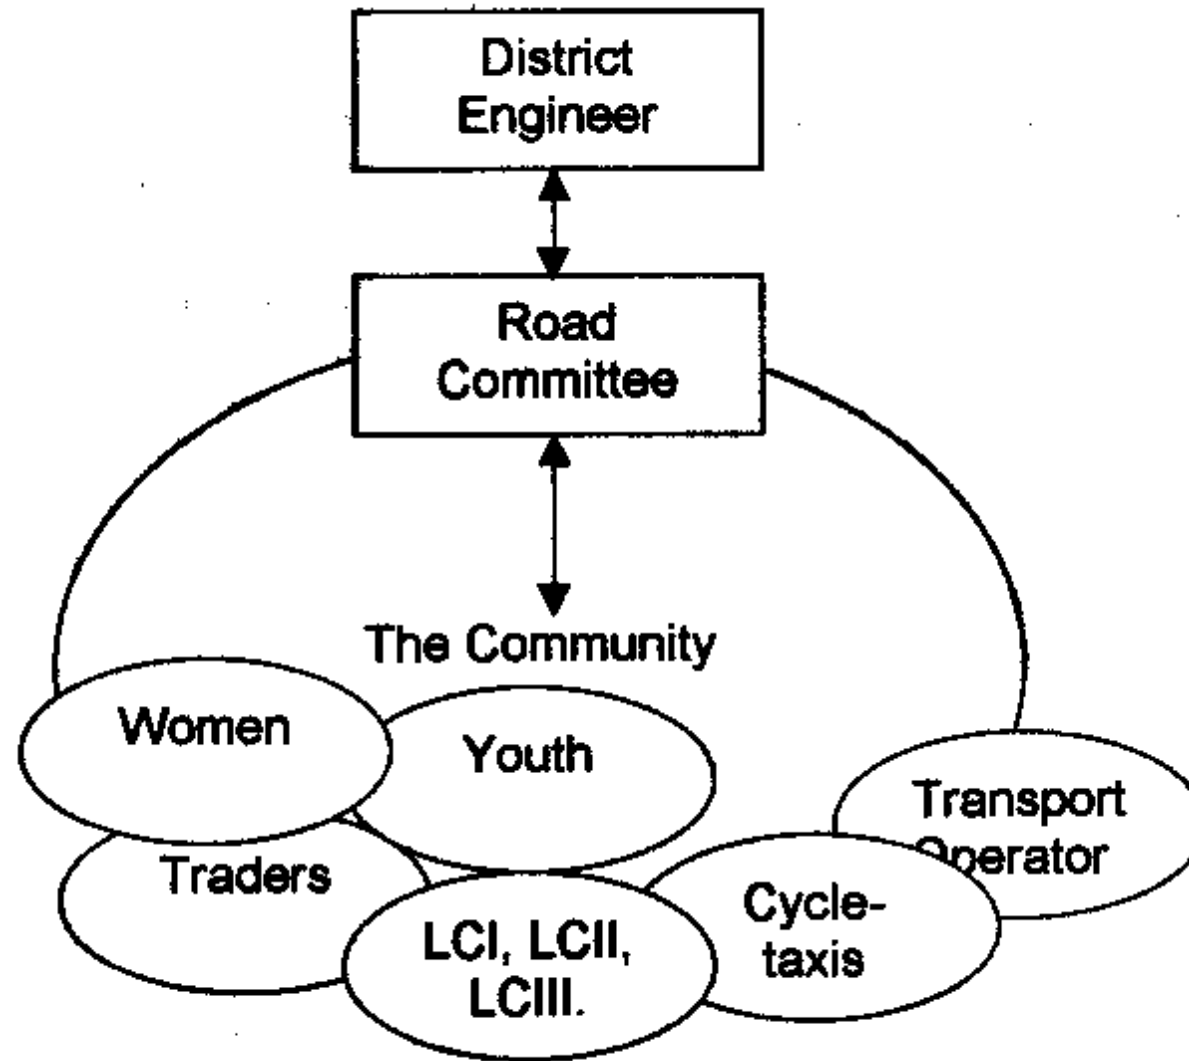 District
Engineer
Road
Committee
The Community
Women
Youth
Transport
Operator
Traders
Cycle-
taxis
LCI, LCII,
LCIII.